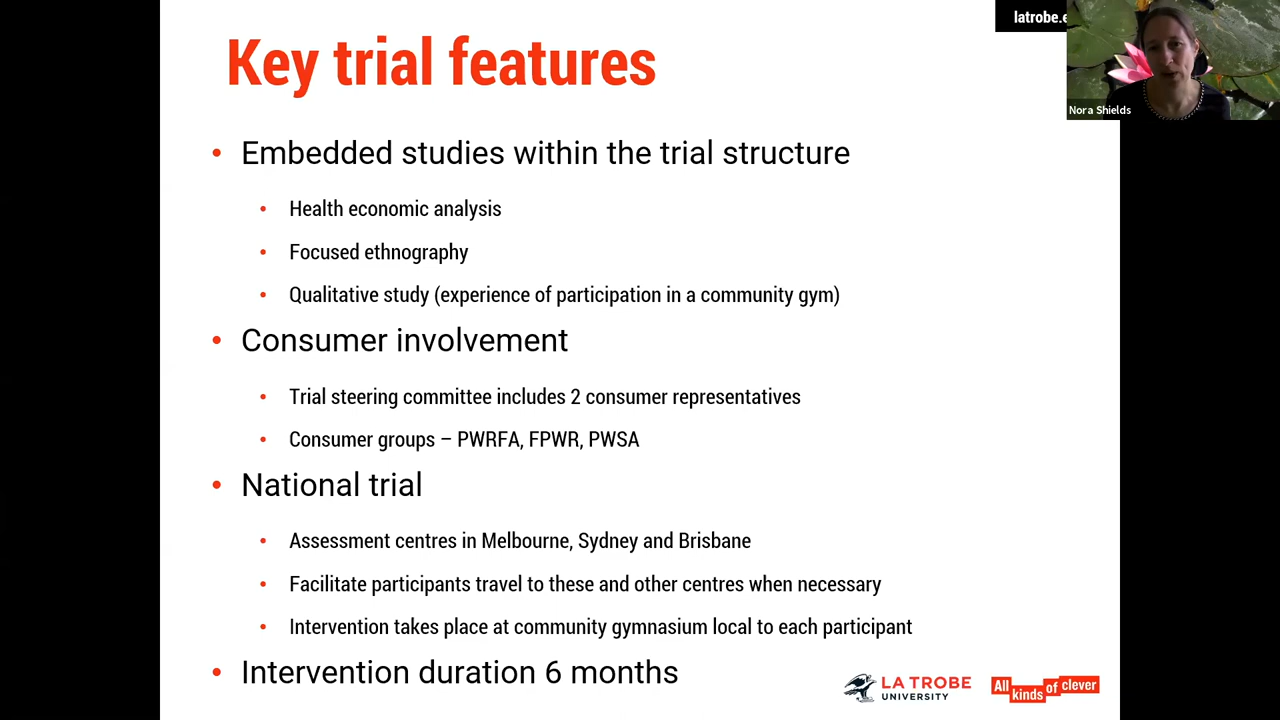 Key trial features
latrobe.e
Nora Shields
• Embedded studies within the trial structure
• Health economic analysis
• Focused ethnography
• Qualitative study (experience of participation in a community gym)
• Consumer involvement
• Trial steering committee includes 2 consumer representatives
• Consumer groups – PWRFA, FPWR, PWSA
• National trial
• Assessment centres in Melbourne, Sydney and Brisbane
• Facilitate participants travel to these and other centres when necessary
• Intervention takes place at community gymnasium local to each participant
• Intervention duration 6 months
LA TROBE
UNIVERSITY
All kinds of clever